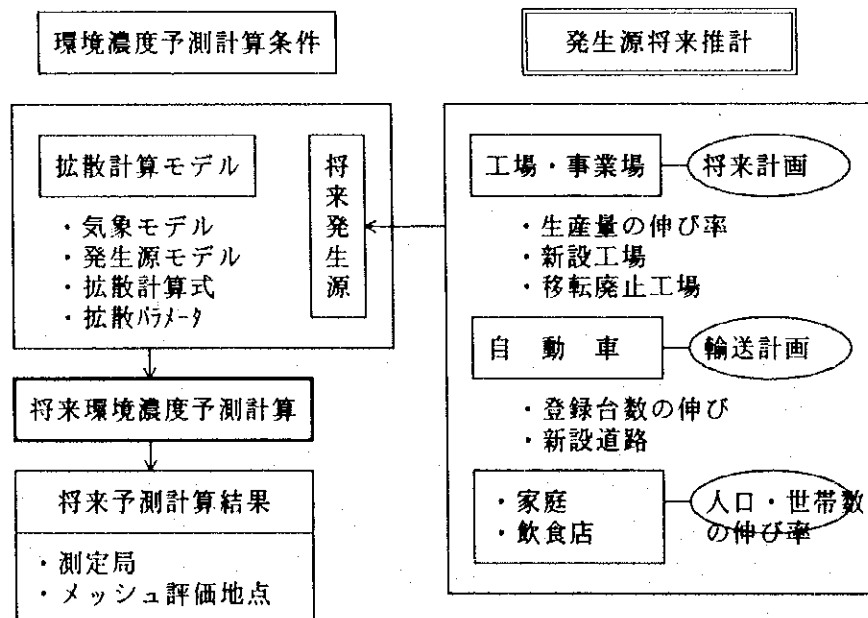 環境濃度予測計算条件
拡散計算モデル
・気象モデル
・発生源モデル
・拡散計算式
・拡散パラメータ
将来発生源
将来環境濃度予測計算
将来予測計算結果
・測定局
・メッシュ評価地点
発生源将来推計
工場・事業場
将来計画
・生産量の伸び率
・新設工場
・移転廃止工場
自動車
輸送計画
・登録台数の伸び
・新設道路
・家庭
・飲食店
人口・世帯数
の伸び率